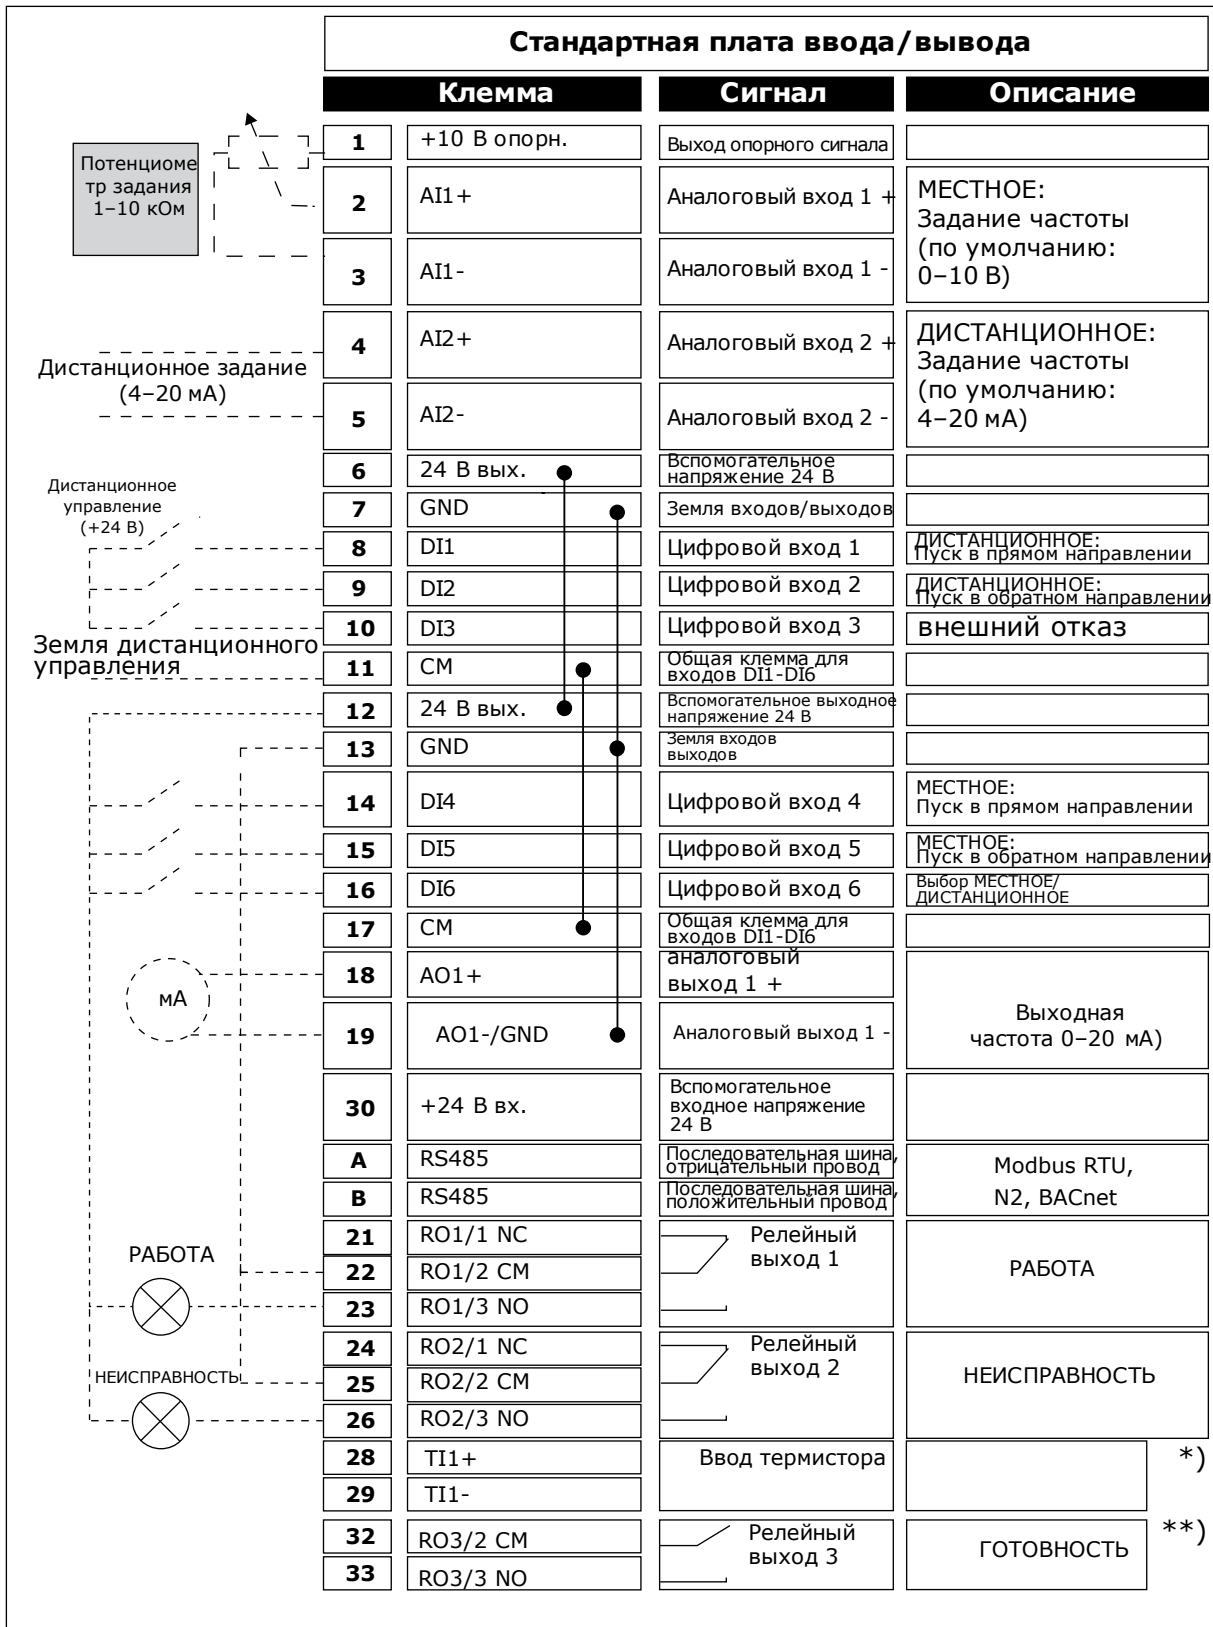 Стандартная плата ввода/вывода
Клемма Сигнал Описание
Потенциоме
тр задания
1–10 кОм
1 +10 В опорн. Выход опорного сигнала
2 AI1+ Аналоговый вход 1 +
3 AI1- Аналоговый вход 1 -
МЕСТНОЕ:
Задание частоты
(по умолчанию:
0–10 В)
Дистанционное задание
(4–20 мА)
4 AI2+ Аналоговый вход 2 +
5 AI2- Аналоговый вход 2 -
ДИСТАНЦИОННОЕ:
Задание частоты
(по умолчанию:
4–20 мА)
6 24 В вых. Вспомогательное
напряжение 24 В
Дистанционное
управление
(+24 В)
7 GND Земля входов/выходов
8 DI1 Цифровой вход 1 ДИСТАНЦИОННОЕ:
Пуск в прямом направлении
9 DI2 Цифровой вход 2 ДИСТАНЦИОННОЕ:
Пуск в обратном направлении
10 DI3 Цифровой вход 3 внешний отказ
Земля дистанционного
управления
11 CM Общая клемма для
входов DI1-DI6
12 24 В вых. Вспомогательное выходное
напряжение 24 В
13 GND Земля входов
выходов
14 DI4 Цифровой вход 4 МЕСТНОЕ:
Пуск в прямом направлении
15 DI5 Цифровой вход 5 МЕСТНОЕ:
Пуск в обратном направлении
16 DI6 Цифровой вход 6 Выбор МЕСТНОЕ/
ДИСТАНЦИОННОЕ
17 CM Общая клемма для
входов DI1-DI6
мА
18 AO1+ аналоговый
выход 1 +
19 AO1-/GND Аналоговый выход 1 -
Выходная
частота 0–20 мА)
30 +24 В вх. Вспомогательное
входное напряжение
24 В
A RS485 Последовательная шина,
отрицательный провод
B RS485 Последовательная шина,
положительный провод
Modbus RTU,
N2, BACnet
РАБОТА
21 RO1/1 NC
22 RO1/2 CM
23 RO1/3 NO
Релейный
выход 1
РАБОТА
НЕИСПРАВНОСТЬ
24 RO2/1 NC
25 RO2/2 CM
26 RO2/3 NO
Релейный
выход 2
НЕИСПРАВНОСТЬ
28 TI1+ Ввод термистора *)
29 TI1-
32 RO3/2 CM
33 RO3/3 NO
Релейный
выход 3
ГОТОВНОСТЬ **)